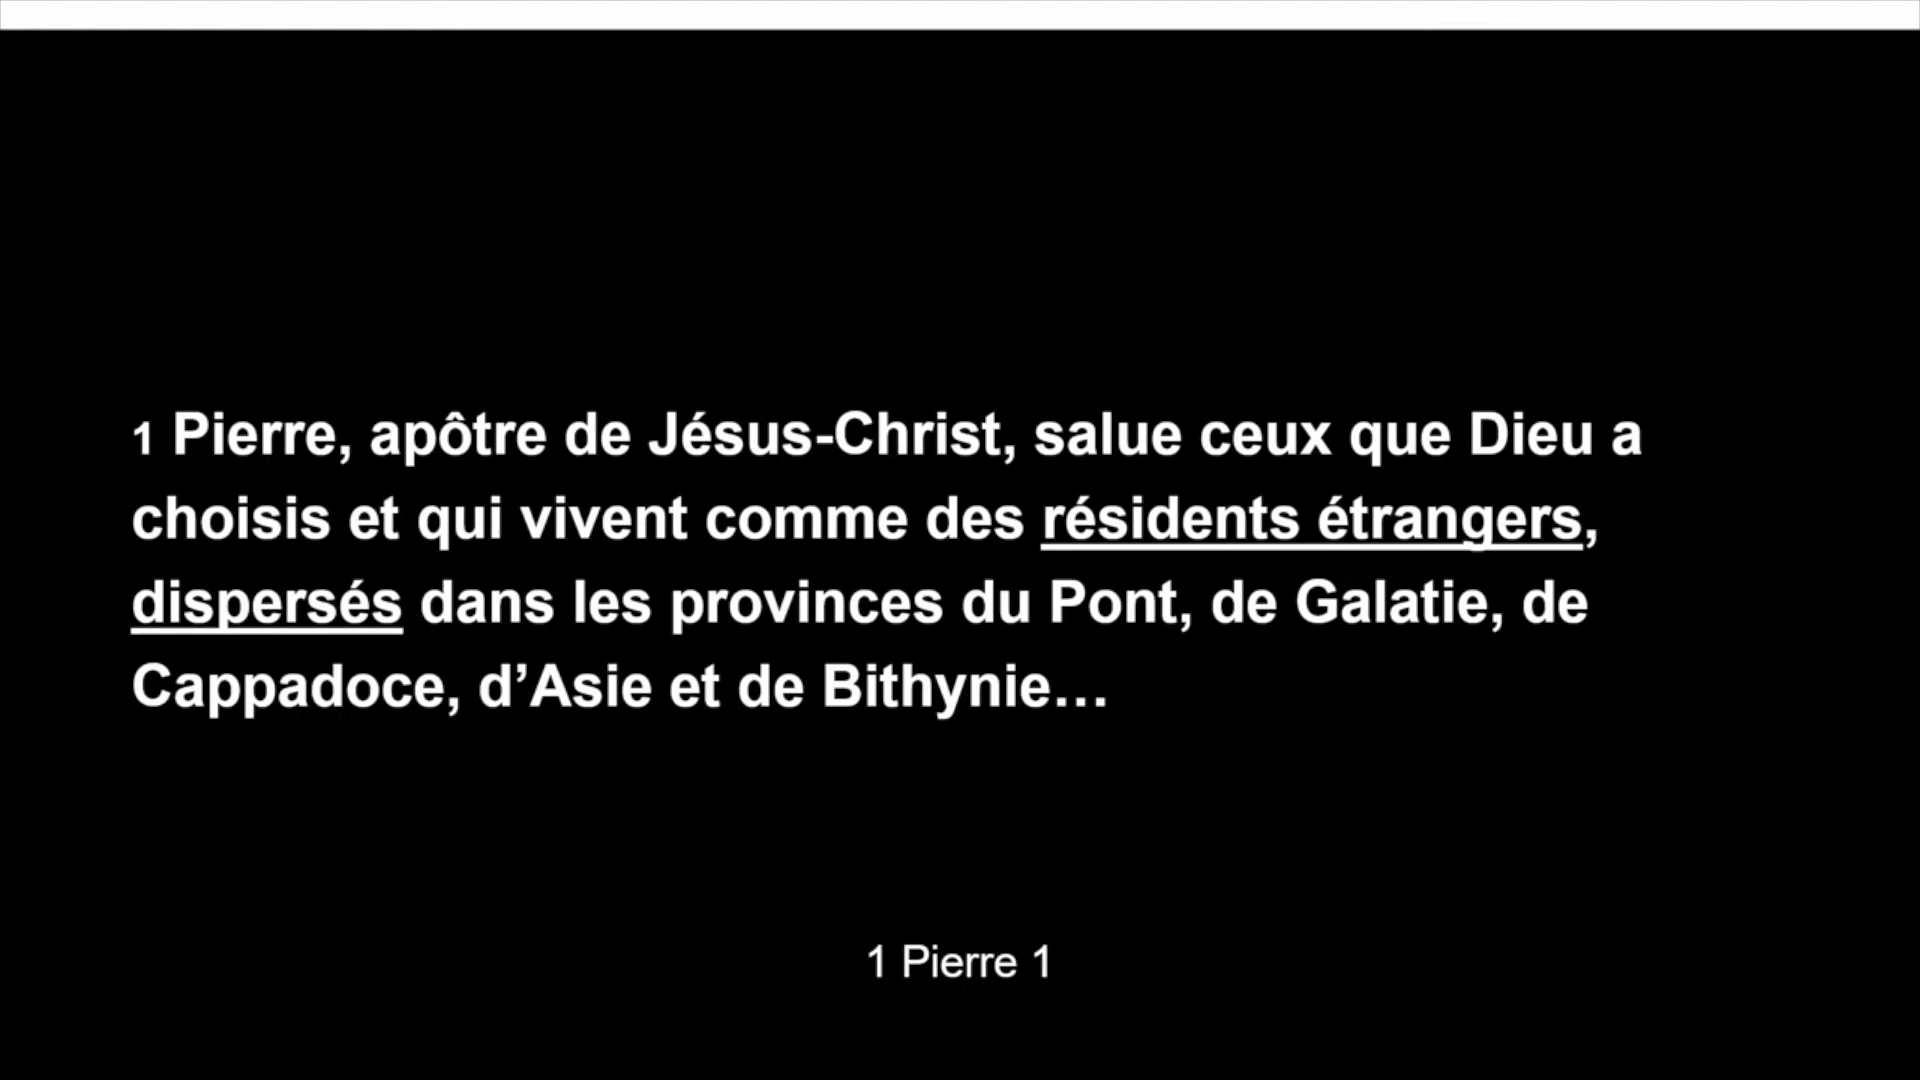 1 Pierre, apôtre de Jésus-Christ, salue ceux que Dieu a
choisis et qui vivent comme des résidents étrangers,
dispersés dans les provinces du Pont, de Galatie, de
Cappadoce, d’Asie et de Bithynie…
1 Pierre 1